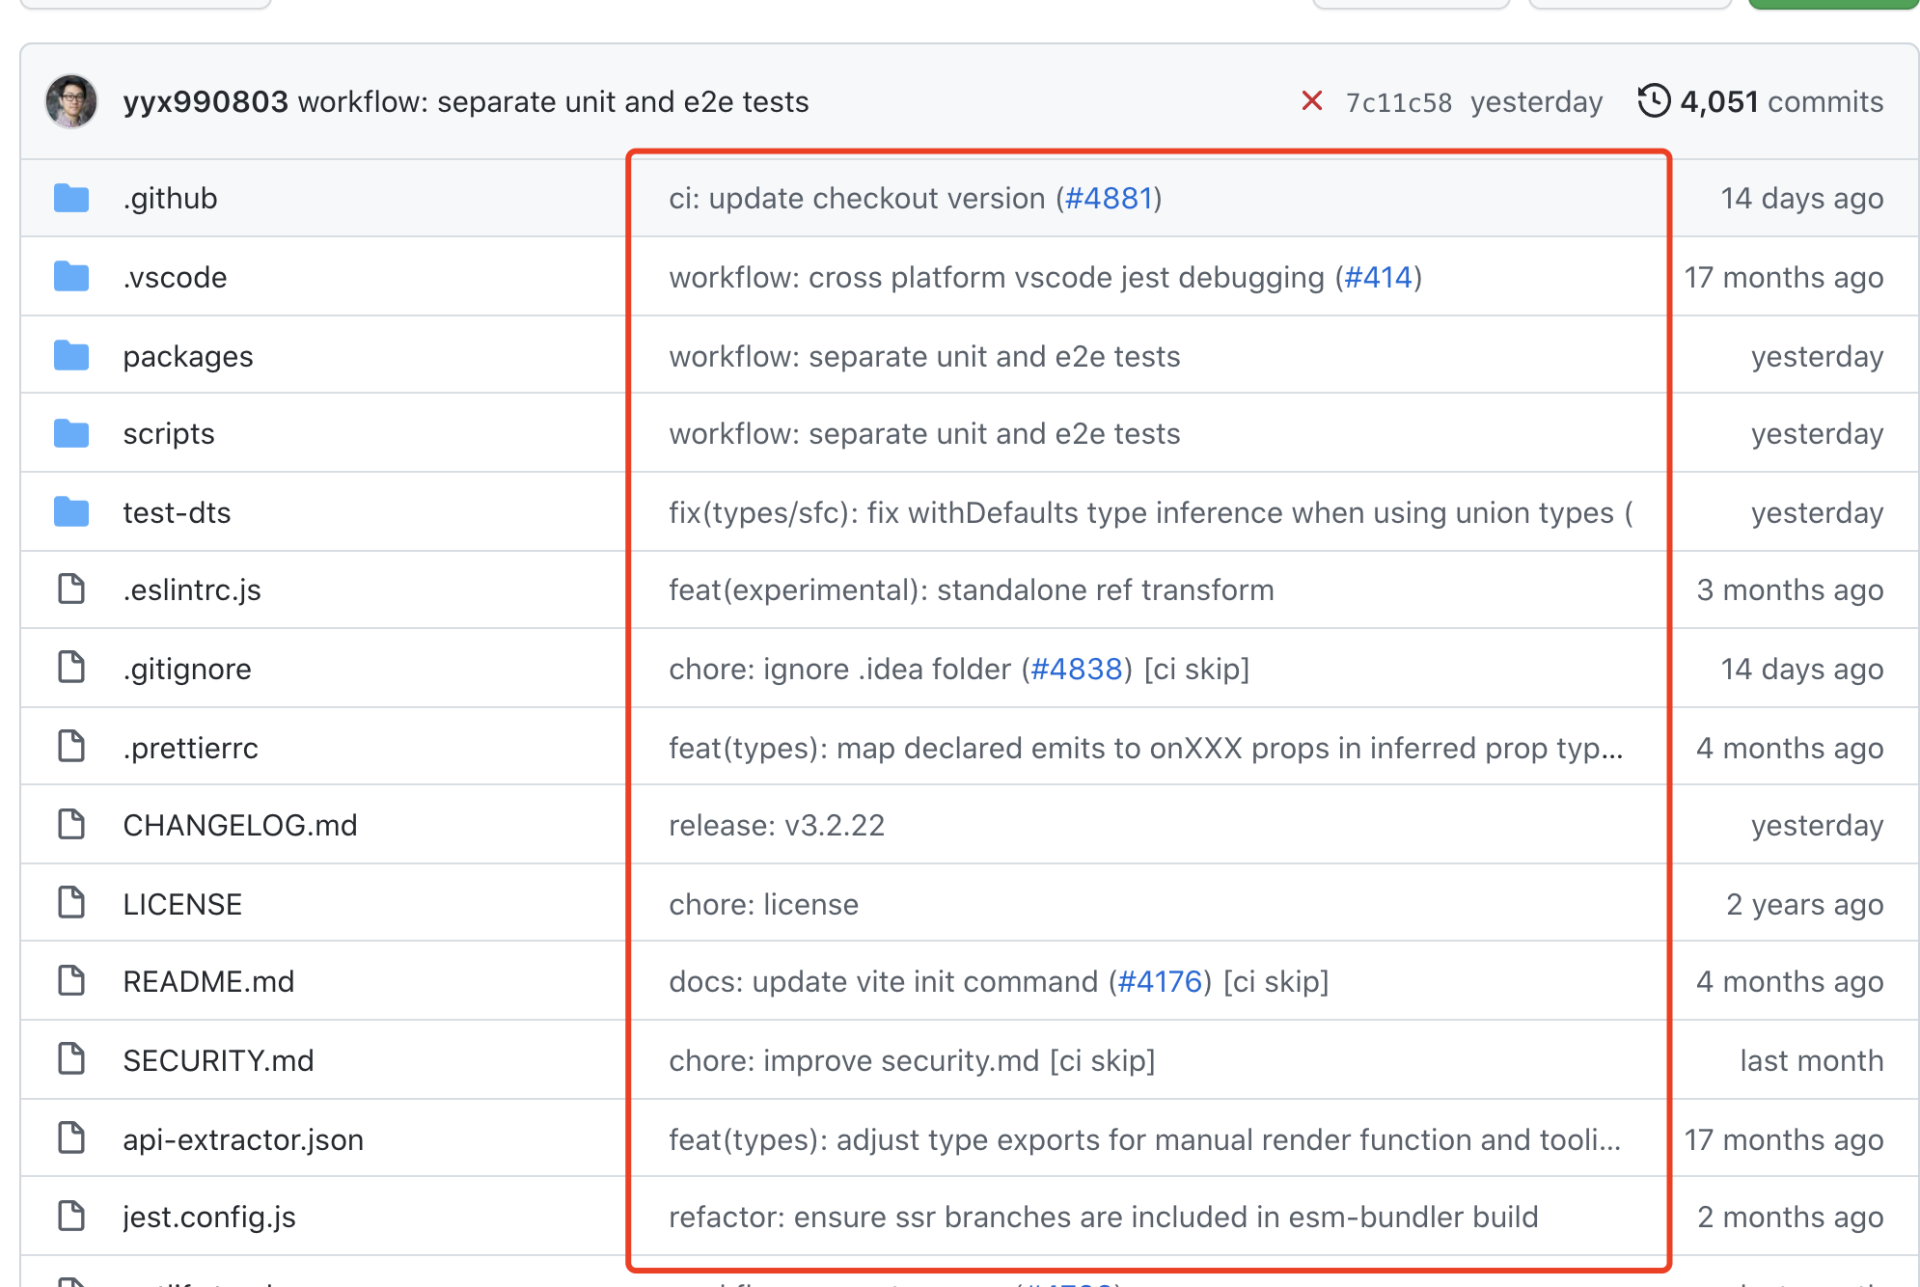 yyx990803 workflow: separate unit and e2e tests 7c11c58 yesterday 4,051 commits
.github ci: update checkout version (#4881) 14 days ago
.vscode workflow: cross platform vscode jest debugging (#414) 17 months ago
packages workflow: separate unit and e2e tests yesterday
scripts workflow: separate unit and e2e tests yesterday
test-dts fix(types/sfc): fix withDefaults type inference when using union types ( yesterday
.eslintrc.js feat(experimental): standalone ref transform 3 months ago
.gitignore chore: ignore .idea folder (#4838) [ci skip] 14 days ago
.prettierrc feat(types): map declared emits to onXXX props in inferred prop typ... 4 months ago
CHANGELOG.md release: v3.2.22 yesterday
LICENSE chore: license 2 years ago
README.md docs: update vite init command (#4176) [ci skip] 4 months ago
SECURITY.md chore: improve security.md [ci skip] last month
api-extractor.json feat(types): adjust type exports for manual render function and tooli... 17 months ago
jest.config.js refactor: ensure ssr branches are included in esm-bundler build 2 months ago